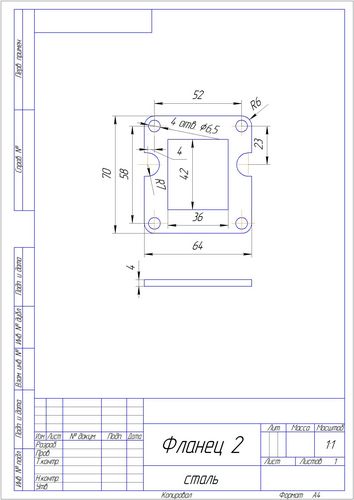 Перв. примен.
Справ. №
Подп. и дата
Инв. № дубл.
Взам. инв. №
Подп. и дата
Инв. № подл.
52
R6
4 отв. ϕ6,5
4
23
70
58
42
R7
36
64
4
Изм. Лист № докум. Подп. Дата
Разраб.
Пров.
Т.контр.
Н.контр.
Утв.
Фланец 2
сталь
Лит. Масса Масштаб
1:1
Лист Листов 1
Копировал Формат A4